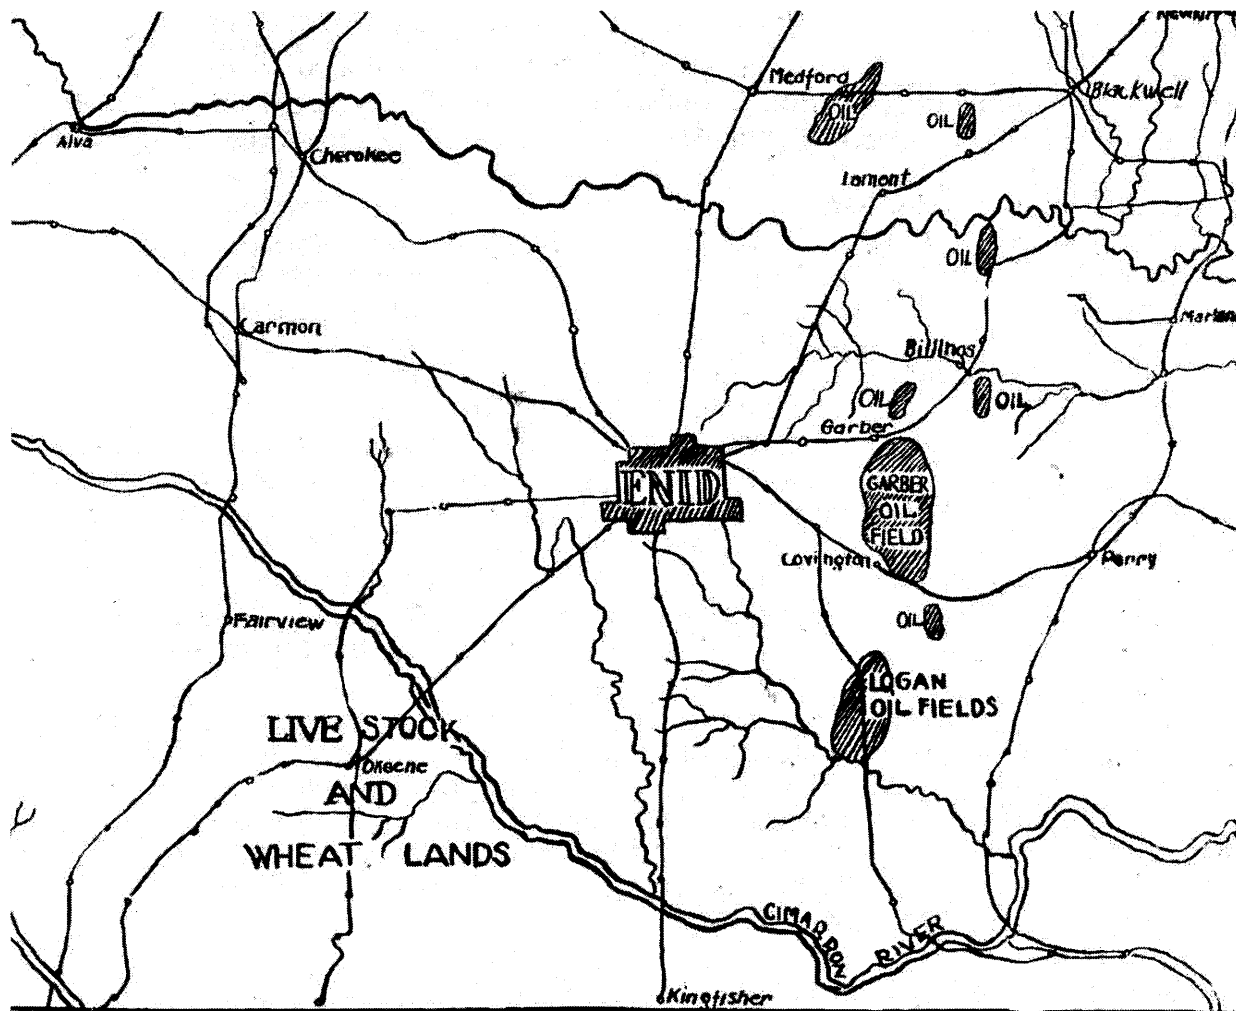 Medford
Blackwell
OIL
OIL
Alva
Cherokee
Lamont
OIL
Carmon
Billings
OIL
OIL
Garber
ENID
GARBER
OIL
FIELD
Covington
Perry
Fairview
OIL
LOGAN
OIL FIELDS
LIVE STOCK
Okeene
AND
WHEAT LANDS
CIMARRON RIVER
Kingfisher